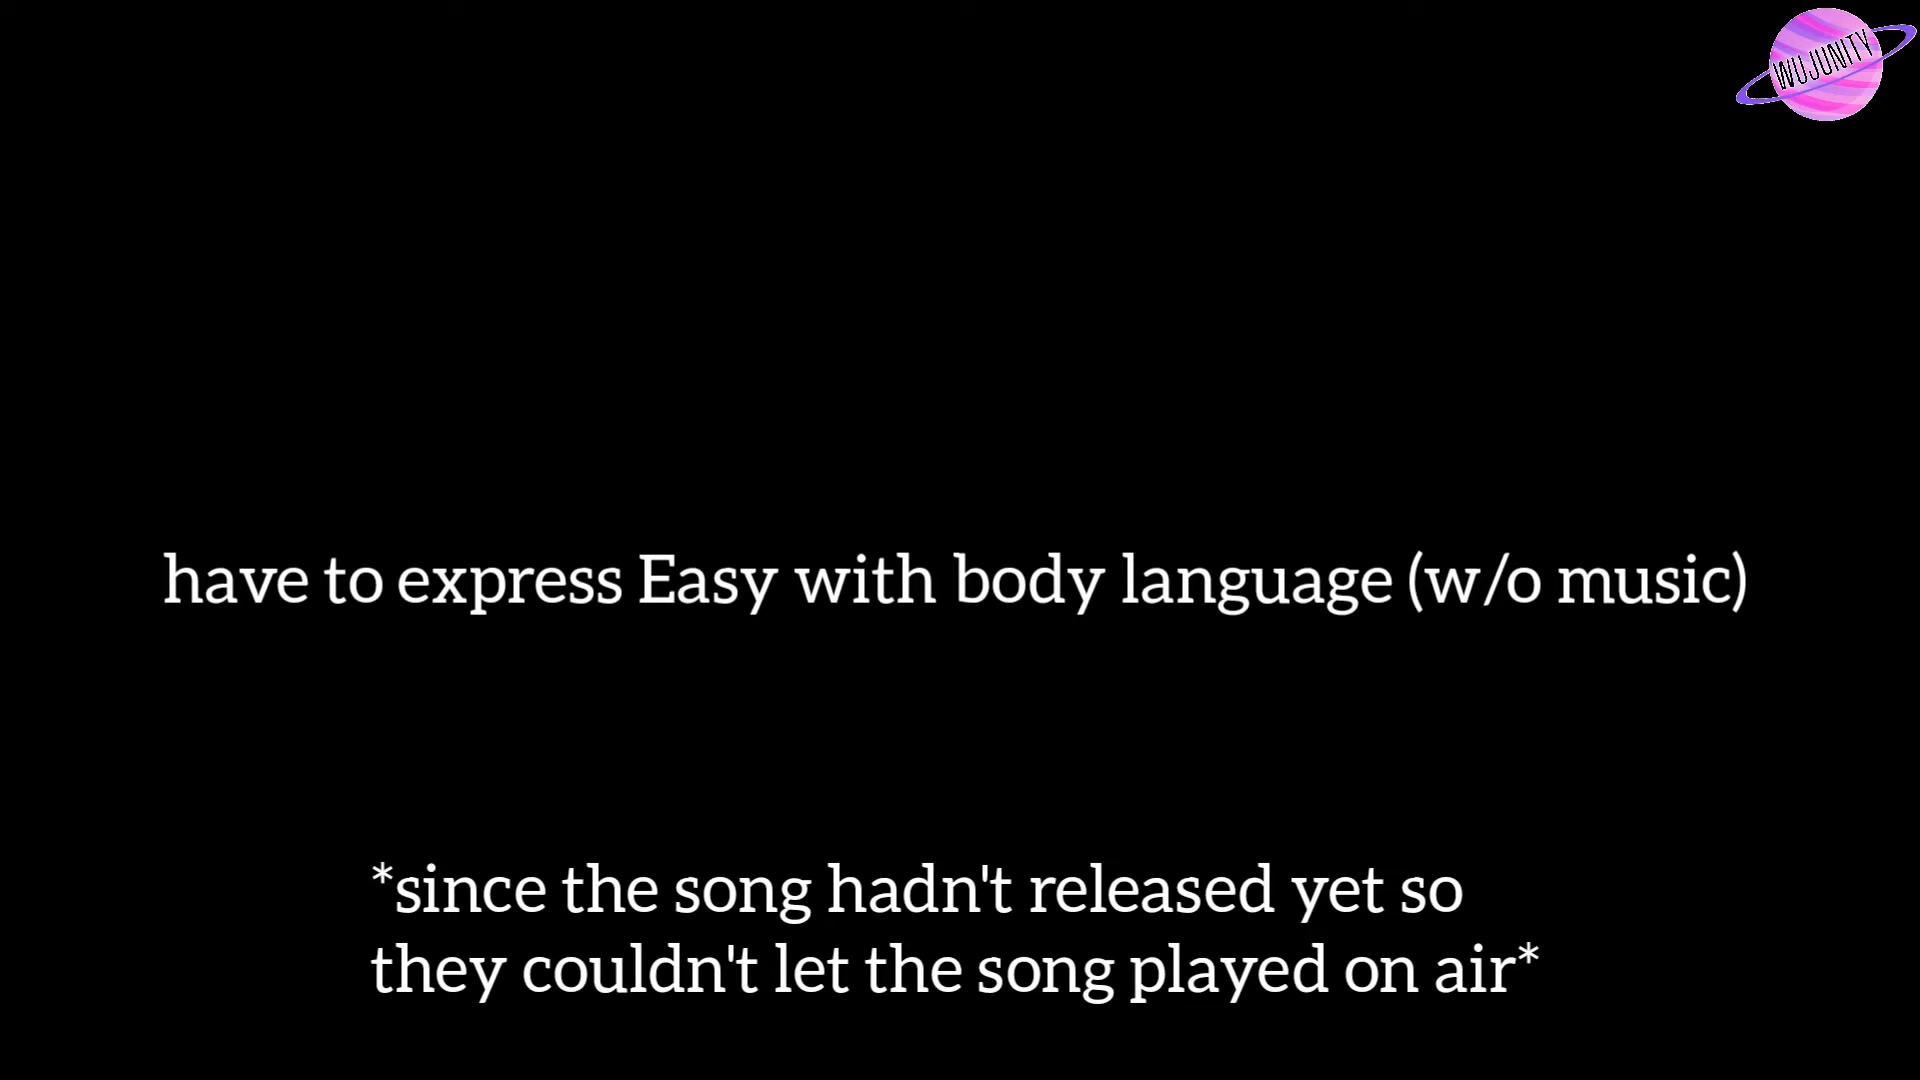 WUJUNITV
have to express Easy with body language (w/o music)
*since the song hadn't released yet so
they couldn't let the song played on air*